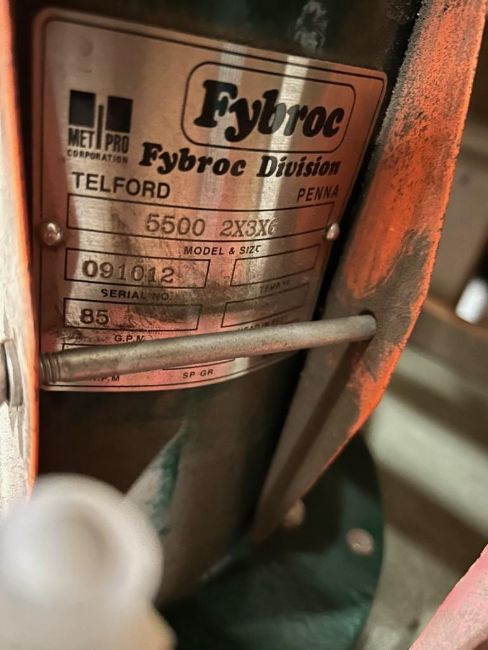 Fybroc
MET PRO
CORPORATION
Fybroc Division
TELFORD PENNA
5500 2X3X6
MODEL & SIZE
091012
SERIAL NO.
85
G.P.M
SP GR